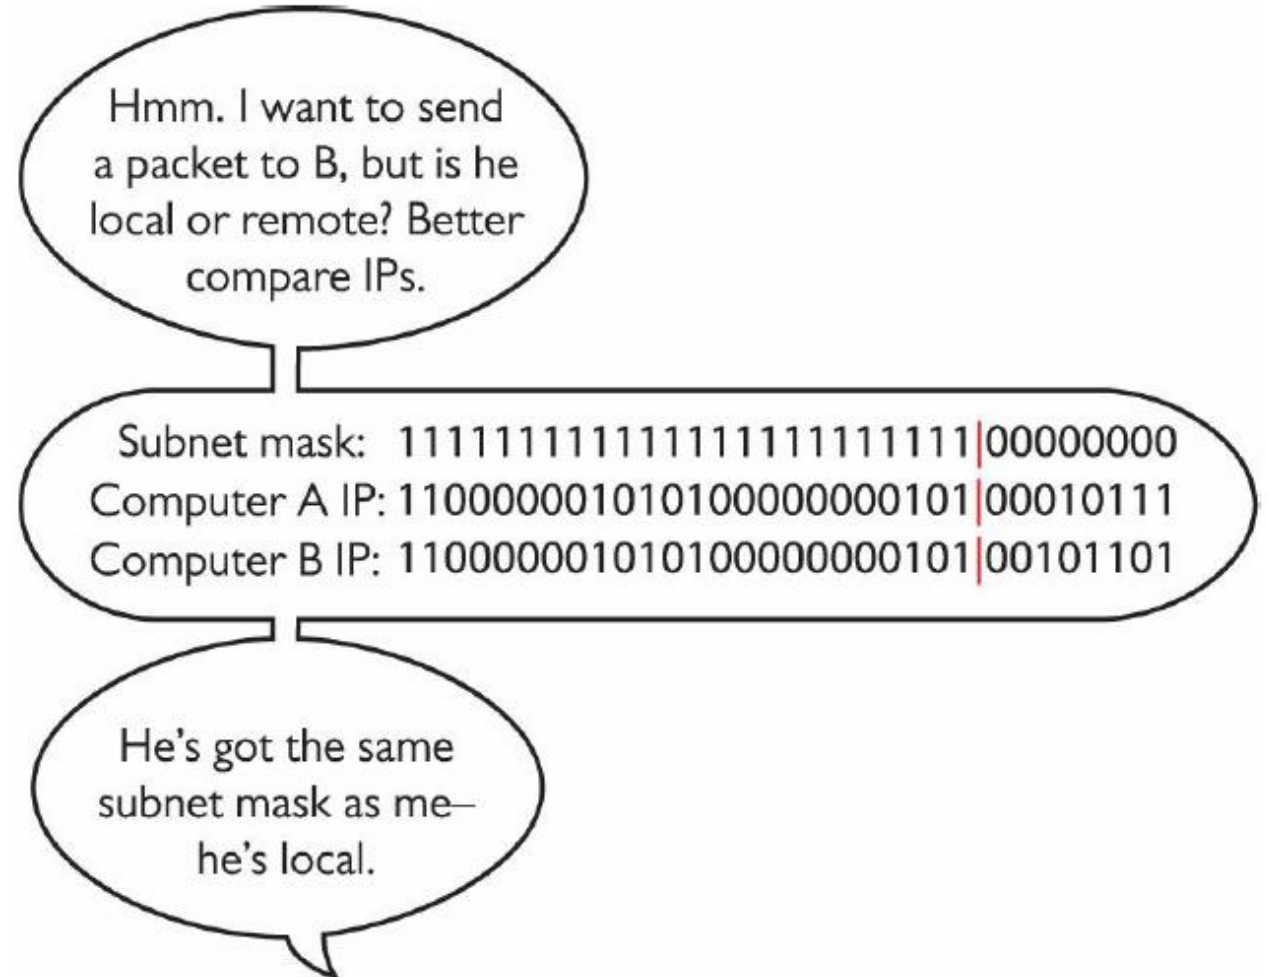 Hmm. I want to send
a packet to B, but is he
local or remote? Better
compare IPs.
Subnet mask: 111111111111111111111111|00000000
Computer A IP: 110000001010100000000101|00010111
Computer B IP: 110000001010100000000101|00101101
He's got the same
subnet mask as me–
he's local.